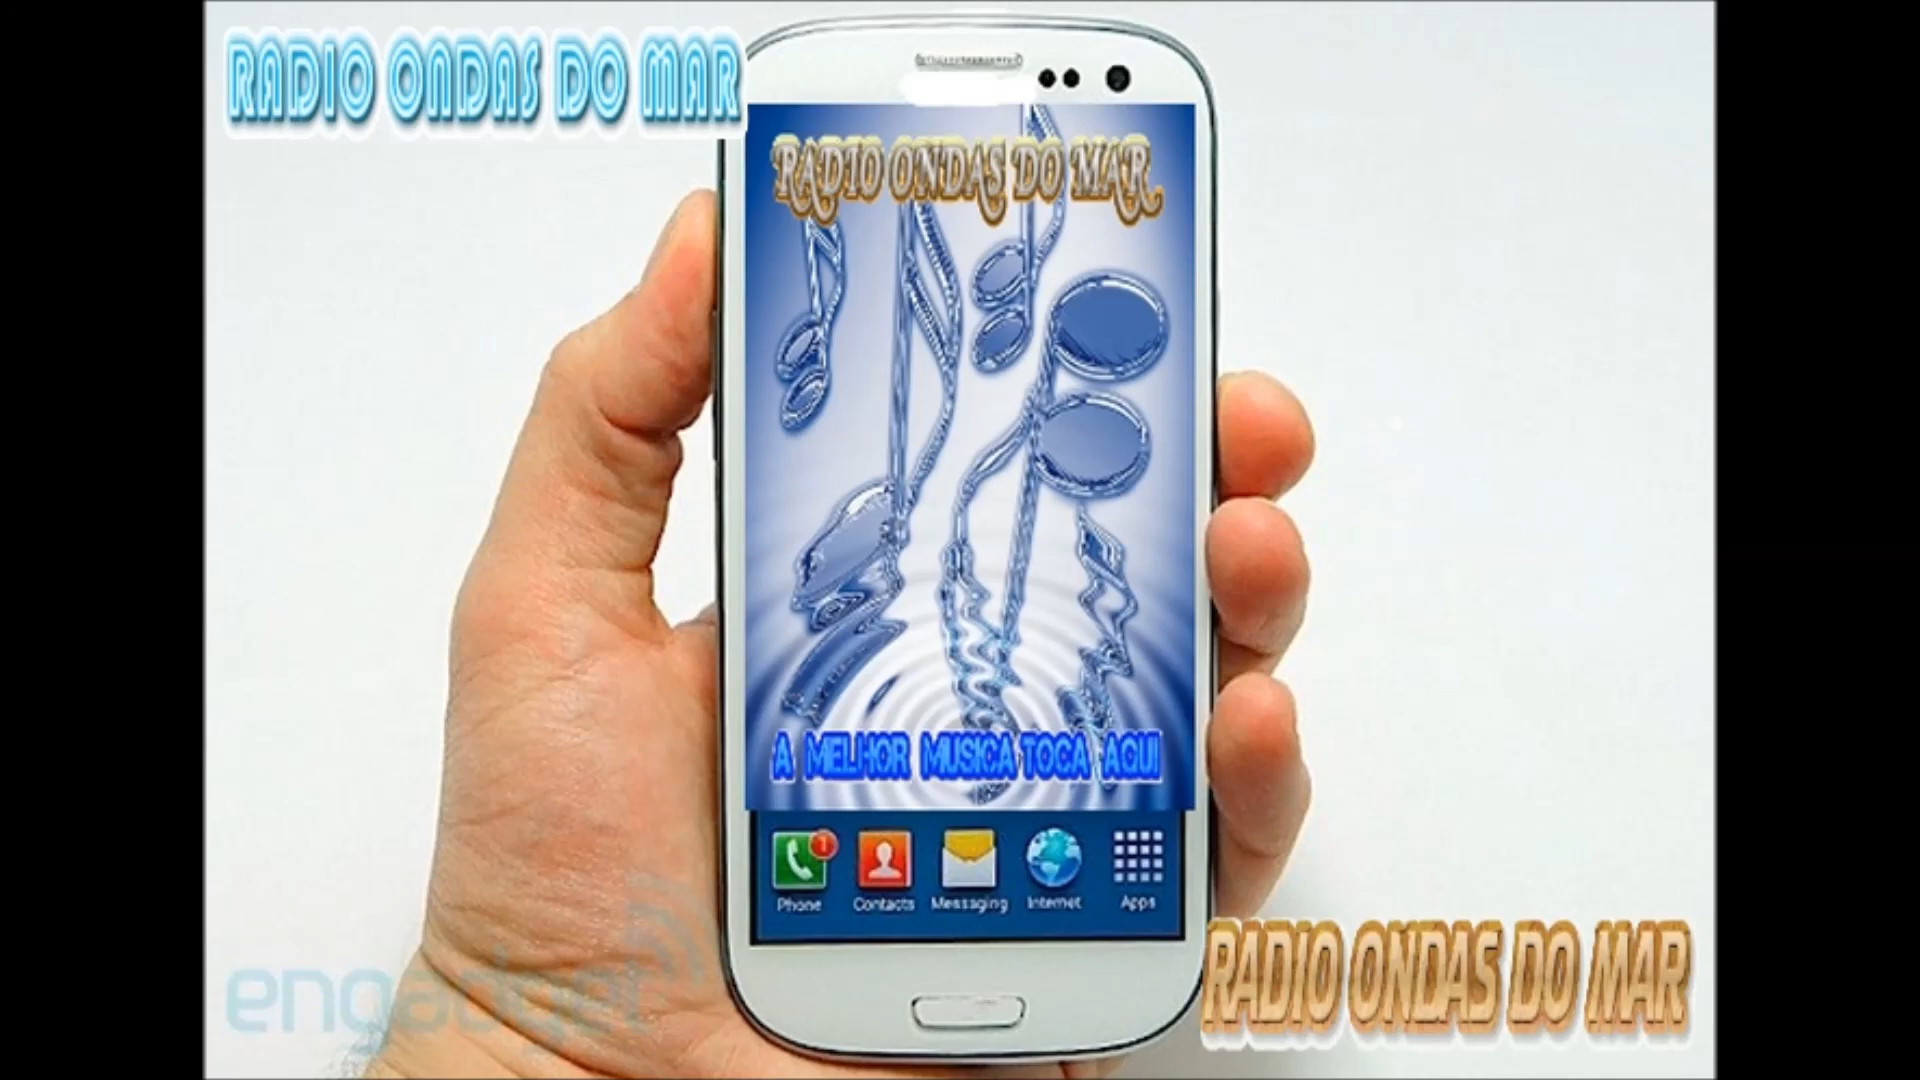 RADIO ONDAS DO MAR
RADIO ONDAS DO MAR
A MELHOR MUSICA TOCA AQUI
1
Phone Contacts Messaging Internet Apps
engadget
RADIO ONDAS DO MAR